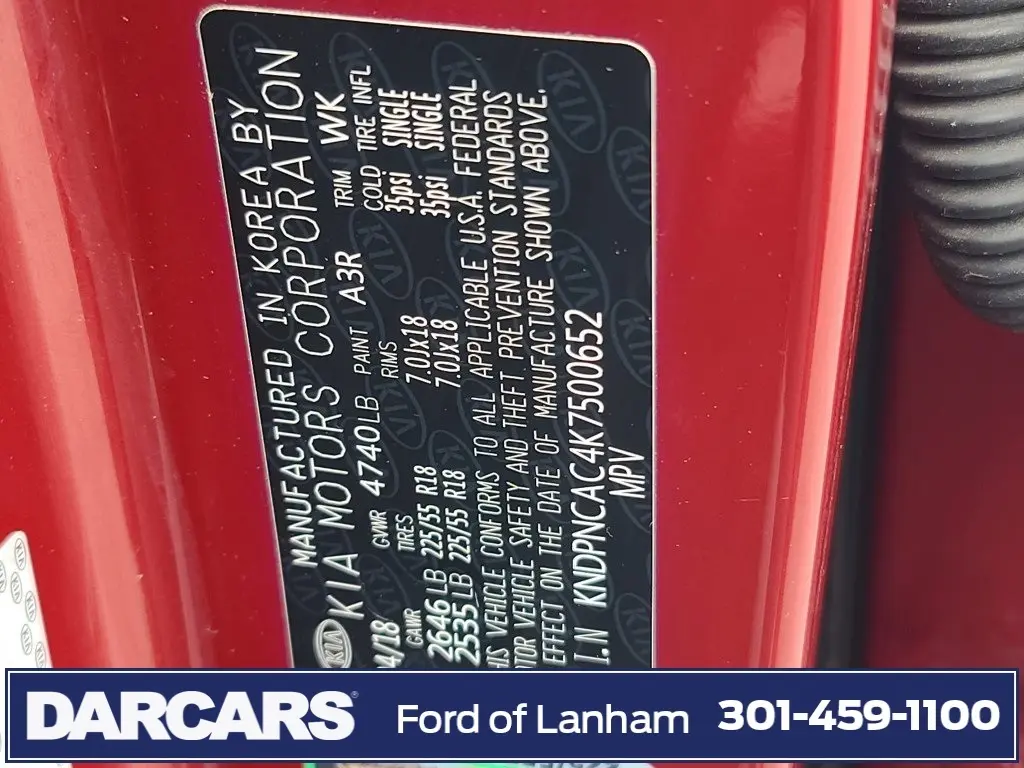 MANUFACTURED IN KOREA BY
KIA KIA MOTORS CORPORATION
4/18 GVWR 4740LB PAINT A3R TRIM WK
GAWR TIRES RIMS COLD TIRE INFL
2646LB 225/55 R18 7.0Jx18 35psi SINGLE
2535LB 225/55 R18 7.0Jx18 35psi SINGLE
HIS VEHICLE CONFORMS TO ALL APPLICABLE U.S.A. FEDERAL
OTOR VEHICLE SAFETY AND THEFT PREVENTION STANDARDS
EFFECT ON THE DATE OF MANUFACTURE SHOWN ABOVE.
I.N KNDPNCAC4K7500652
MPV
DARCARS Ford of Lanham 301-459-1100